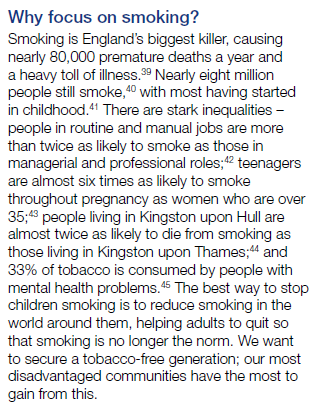 Why focus on smoking?
Smoking is England's biggest killer, causing
nearly 80,000 premature deaths a year and
a heavy toll of illness.³⁹ Nearly eight million
people still smoke,⁴⁰ with most having started
in childhood.⁴¹ There are stark inequalities –
people in routine and manual jobs are more
than twice as likely to smoke as those in
managerial and professional roles;⁴² teenagers
are almost six times as likely to smoke
throughout pregnancy as women who are over
35;⁴³ people living in Kingston upon Hull are
almost twice as likely to die from smoking as
those living in Kingston upon Thames;⁴⁴ and
33% of tobacco is consumed by people with
mental health problems.⁴⁵ The best way to stop
children smoking is to reduce smoking in the
world around them, helping adults to quit so
that smoking is no longer the norm. We want
to secure a tobacco-free generation; our most
disadvantaged communities have the most to
gain from this.